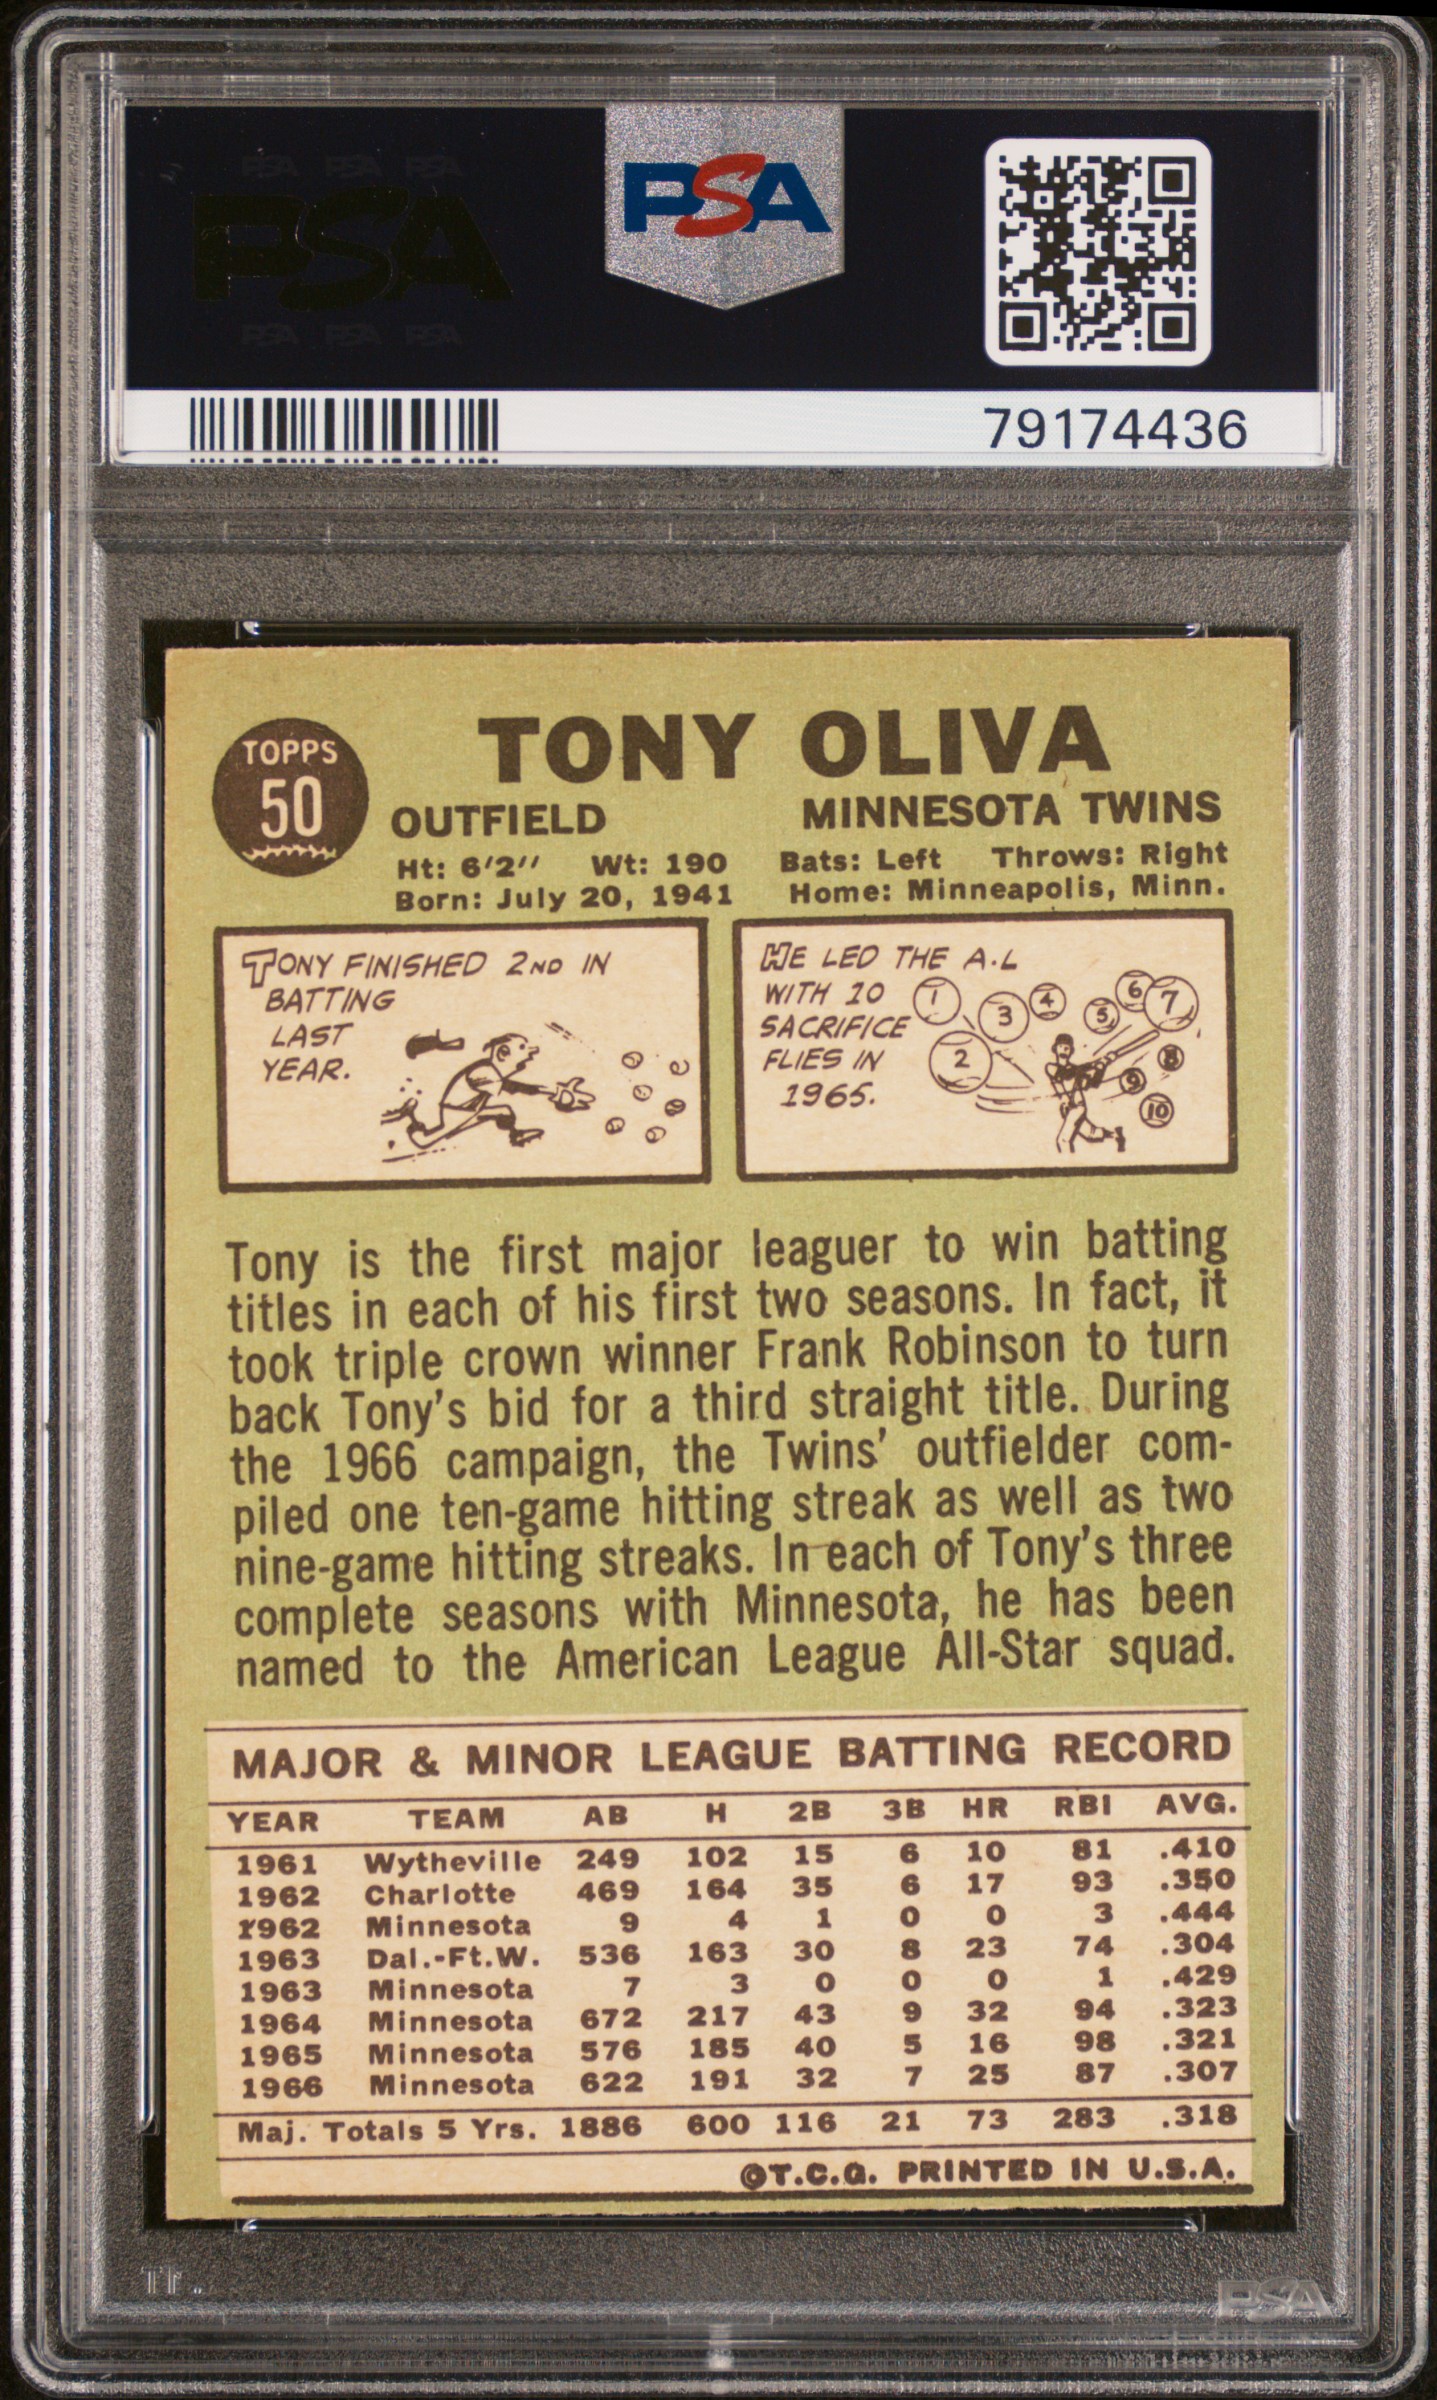 PSA PSA PSA
PSA
PSA PSA PSA
PSA
79174436
TOPPS
50
TONY OLIVA
OUTFIELD MINNESOTA TWINS
Ht: 6'2'' Wt: 190 Bats: Left Throws: Right
Born: July 20, 1941 Home: Minneapolis, Minn.
TONY FINISHED 2ND IN
BATTING
LAST
YEAR.
HE LED THE A.L
WITH 10
SACRIFICE
FLIES IN
1965.
1 2 3 4 5 6 7 8 9 10
Tony is the first major leaguer to win batting
titles in each of his first two seasons. In fact, it
took triple crown winner Frank Robinson to turn
back Tony's bid for a third straight title. During
the 1966 campaign, the Twins' outfielder com-
piled one ten-game hitting streak as well as two
nine-game hitting streaks. In each of Tony's three
complete seasons with Minnesota, he has been
named to the American League All-Star squad.
MAJOR & MINOR LEAGUE BATTING RECORD
YEAR TEAM AB H 2B 3B HR RBI AVG.
1961 Wytheville 249 102 15 6 10 81 .410
1962 Charlotte 469 164 35 6 17 93 .350
1962 Minnesota 9 4 1 0 0 3 .444
1963 Dal.-Ft.W. 536 163 30 8 23 74 .304
1963 Minnesota 7 3 0 0 0 1 .429
1964 Minnesota 672 217 43 9 32 94 .323
1965 Minnesota 576 185 40 5 16 98 .321
1966 Minnesota 622 191 32 7 25 87 .307
Maj. Totals 5 Yrs. 1886 600 116 21 73 283 .318
©T.C.G. PRINTED IN U.S.A.
PSA